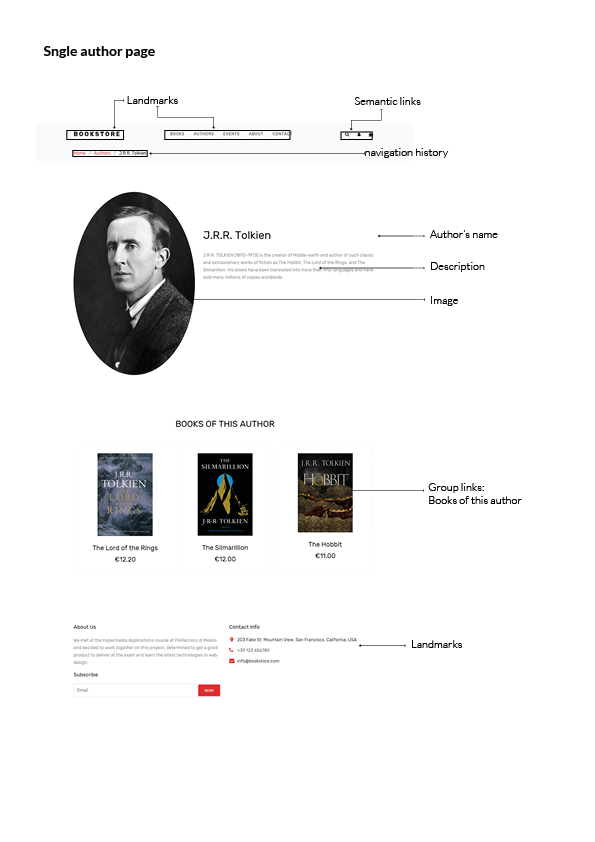 Sngle author page
Landmarks
Semantic links
BOOKSTORE
BOOKS AUTHORS EVENTS ABOUT CONTACT
Home / Authors / J.R.R. Tolkien
navigation history
J.R.R. Tolkien
Author's name
J.R.R. TOLKIEN (1892-1973) is the creator of Middle-earth and author of such classic
and extraordinary works of fiction as The Hobbit, The Lord of the Rings, and The
Silmarillion. His books have been translated into more than fifty languages and have
sold many millions of copies worldwide.
Description
Image
BOOKS OF THIS AUTHOR
J.R.R.
TOLKIEN
THE
LORD
OF THE
RINGS
THE
SILMARILLION
J·R·R·TOLKIEN
J.R.R. TOLKIEN
THE
HOBBIT
Group links:
Books of this author
The Lord of the Rings
€12.20
The Silmarillion
€12.00
The Hobbit
€11.00
About Us
We met at the Hypermedia Applications course at Politecnico di Milano
and decided to work together on this project, determined to get a good
product to deliver at the exam and learn the latest technologies in web
design.
Subscribe
Email
SEND
Contact Info
203 Fake St. Mountain View, San Francisco, California, USA
+39 123 4567891
info@bookstore.com
Landmarks